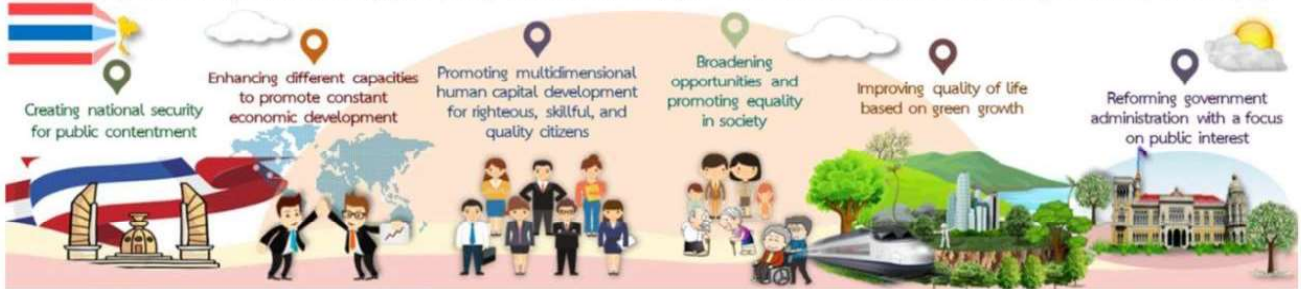 Creating national security
for public contentment
Enhancing different capacities
to promote constant
economic development
Promoting multidimensional
human capital development
for righteous, skillful, and
quality citizens
Broadening
opportunities and
promoting equality
in society
Improving quality of life
based on green growth
Reforming government
administration with a focus
on public interest